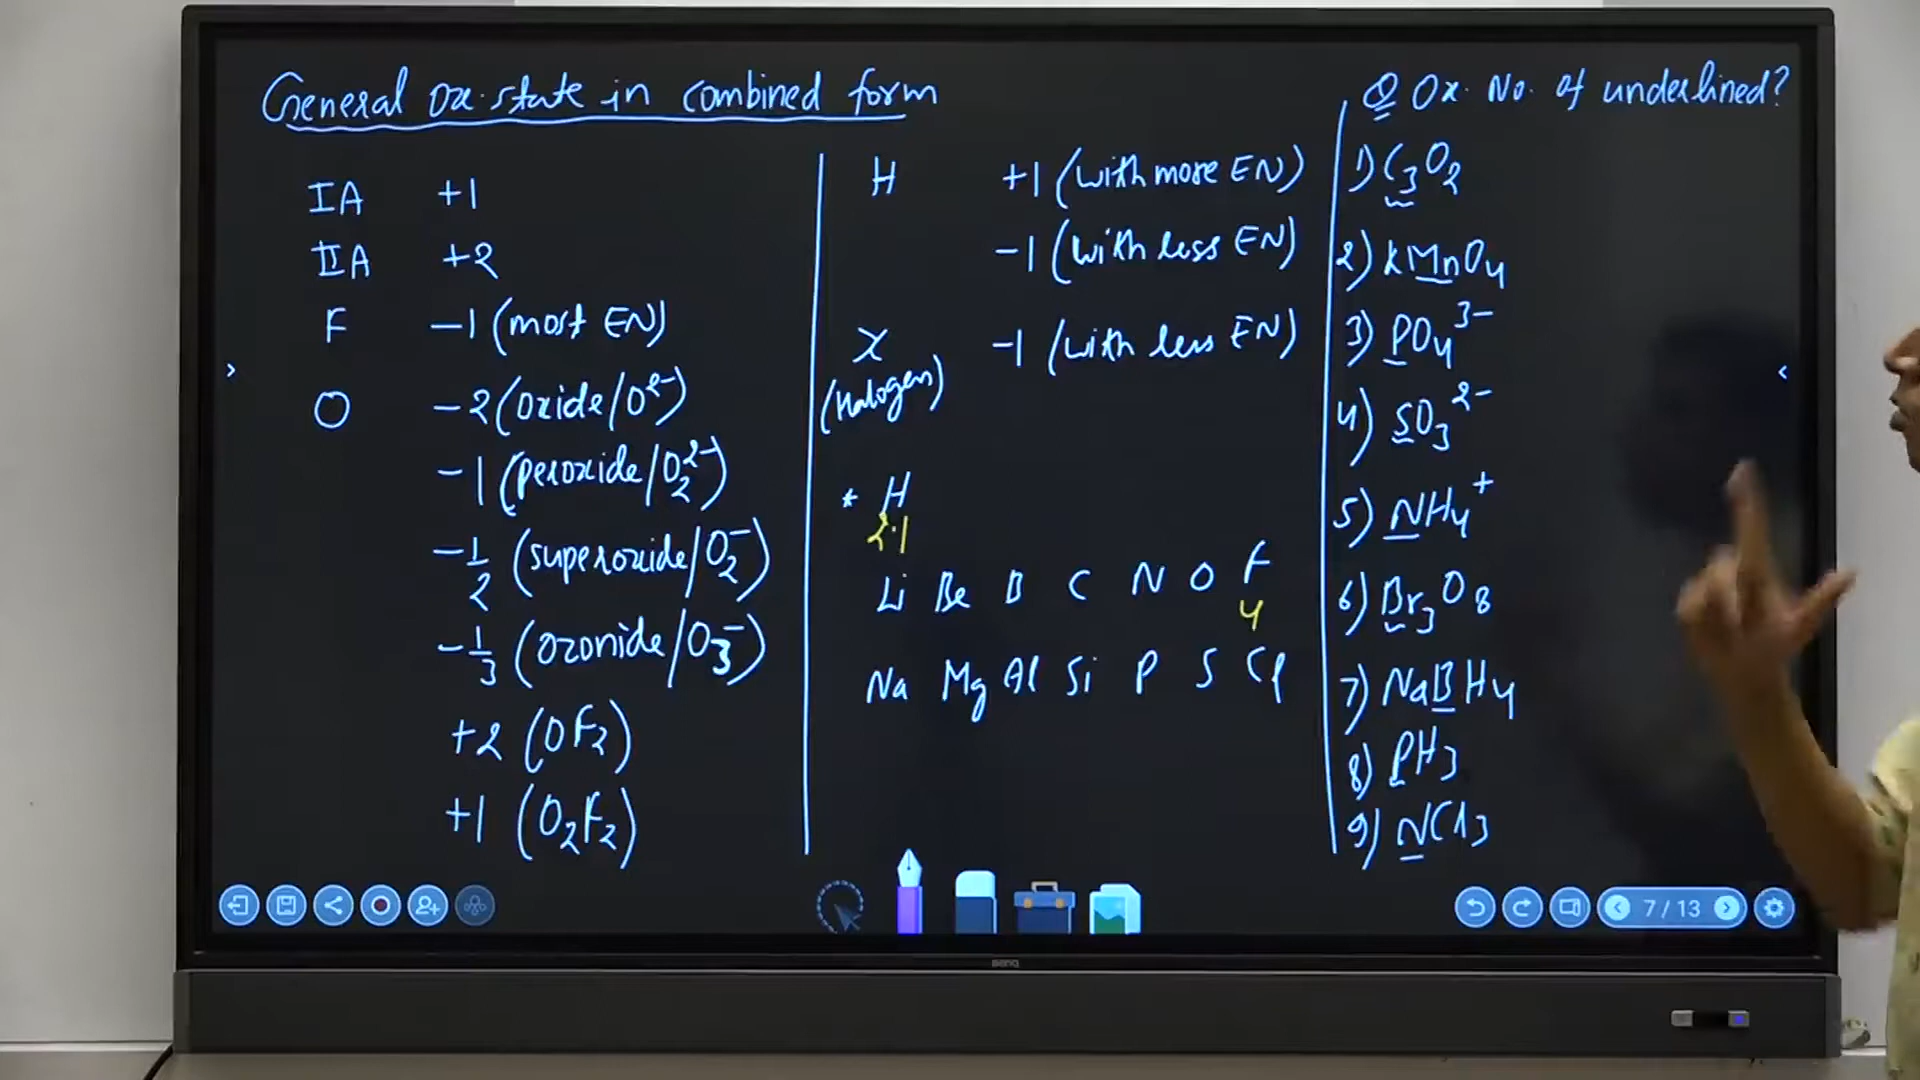 General ox. state in combined form
IA +1
IIA +2
F -1 (most EN)
O -2 (oxide/O²⁻)
-1 (peroxide/O₂²⁻)
-1/2 (superoxide/O₂⁻)
-1/3 (ozonide/O₃⁻)
+2 (OF₂)
+1 (O₂F₂)
H +1 (with more EN)
-1 (with less EN)
X -1 (with less EN)
(Halogen)
* H
2.1
Li Be B C N O F
4
Na Mg Al Si P S Cl
Q Ox. No. of underlined?
1) C₃O₂
2) KMnO₄
3) PO₄³⁻
4) SO₃²⁻
5) NH₄⁺
6) Br₃O₈
7) NaBH₄
8) PH₃
9) NCl₃
7 / 13
BenQ